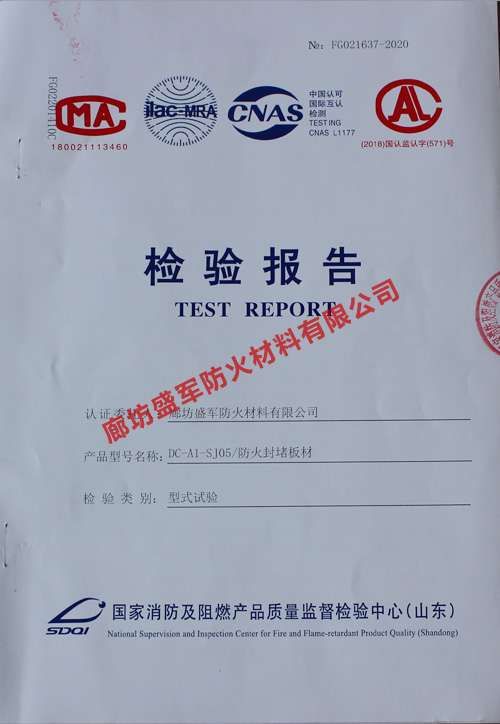 №: FG021637-2020
FG02201411OC
MA
180021113460
ilac-MRA
CNAS
中国认可
国际互认
检测
TESTING
CNAS L1177
CAL
(2018)国认监认字(571)号
检验报告
TEST REPORT
廊坊盛军防火材料有限公司
认证委托人: 廊坊盛军防火材料有限公司
产品型号名称: DC-A1-SJ05/防火封堵板材
检验类别: 型式试验
SDQI
国家消防及阻燃产品质量监督检验中心(山东)
National Supervision and Inspection Center for Fire and Flame-retardant Product Quality (Shandong)